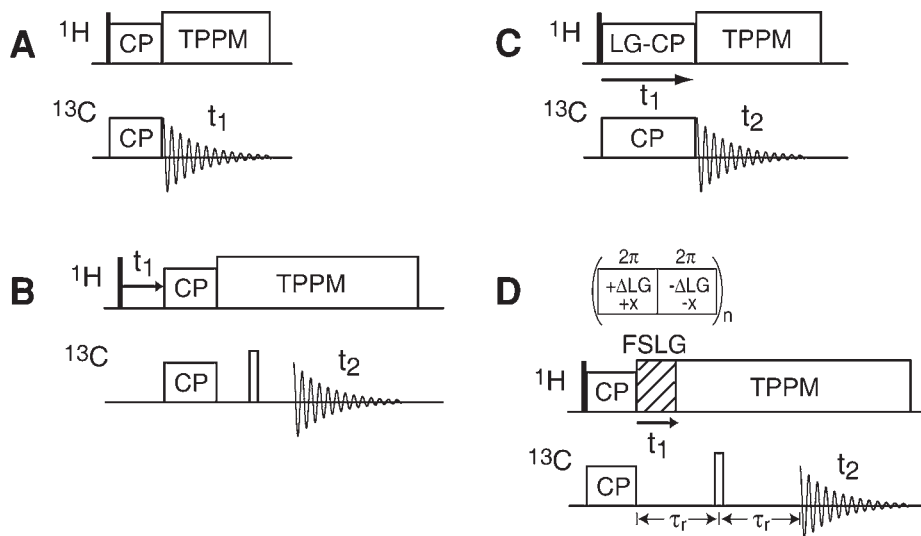 A
¹H CP TPPM
¹³C CP t₁
B
¹H t₁ CP TPPM
¹³C CP t₂
C
¹H LG-CP TPPM
t₁
¹³C CP t₂
D
2π 2π
+ΔLG -ΔLG
+x -x
n
FSLG
¹H CP TPPM
t₁
¹³C CP t₂
τᵣ τᵣ